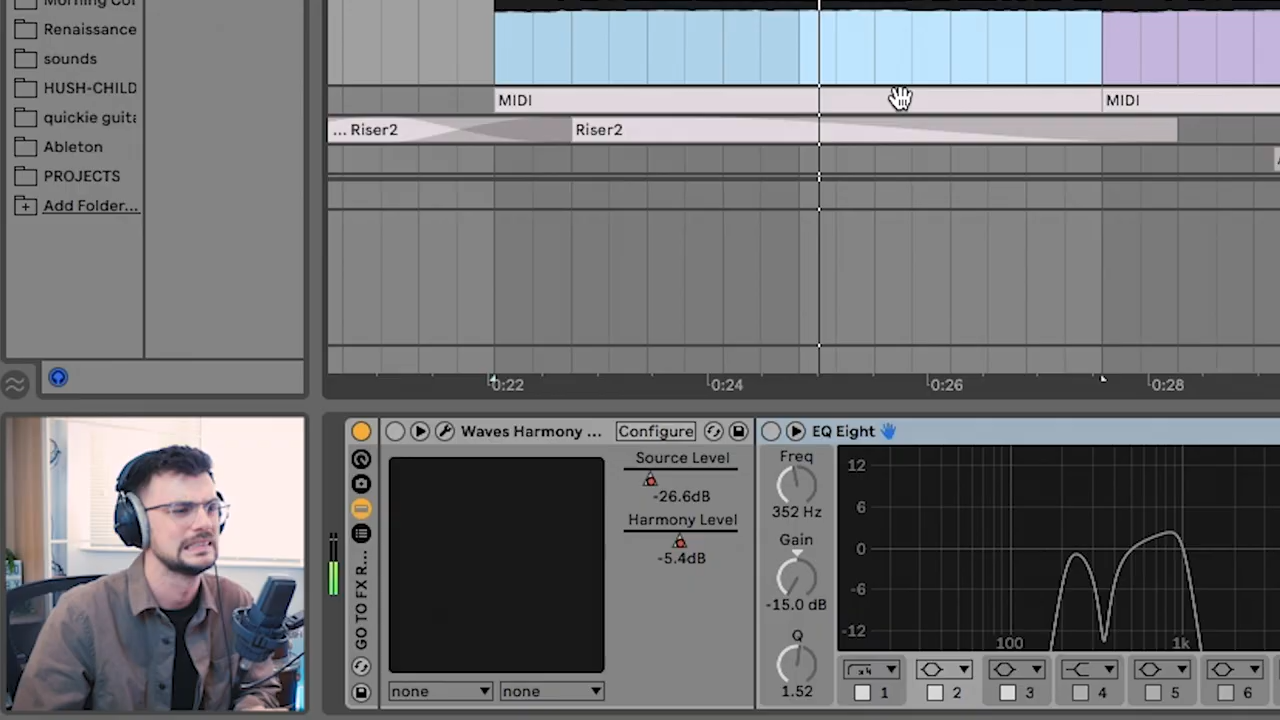 Morning Cor
Renaissance
sounds
HUSH-CHILD
quickie guita
Ableton
PROJECTS
Add Folder...
MIDI
MIDI
... Riser2
Riser2
0:22
0:24
0:26
0:28
Waves Harmony ...
Configure
Source Level
-26.6dB
Harmony Level
-5.4dB
GO TO FX R...
none
none
EQ Eight
Freq
352 Hz
Gain
-15.0 dB
Q
1.52
12
6
0
-6
-12
100
1k
x4
1
2
3
4
5
6